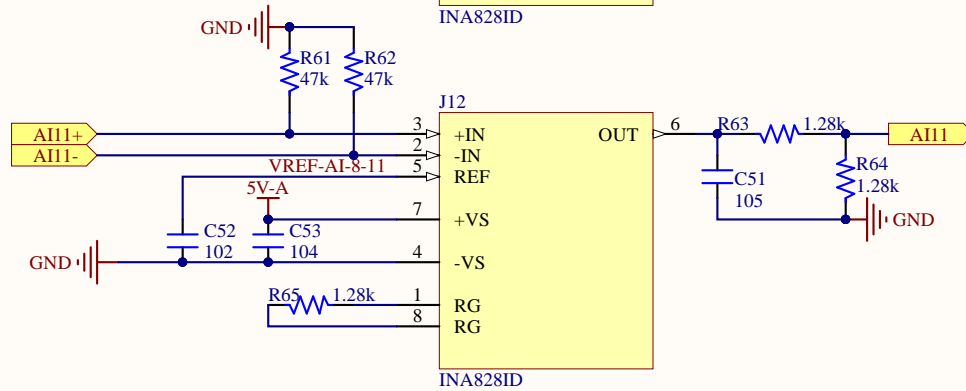 INA828ID
GND
R61
47k
R62
47k
J12
AI11+
AI11-
3
2
5
7
4
1
8
+IN
-IN
REF
+VS
-VS
RG
RG
OUT
6
R63
1.28k
AI11
R64
1.28k
C51
105
GND
VREF-AI-8-11
5V-A
C52
102
C53
104
GND
R65
1.28k
INA828ID